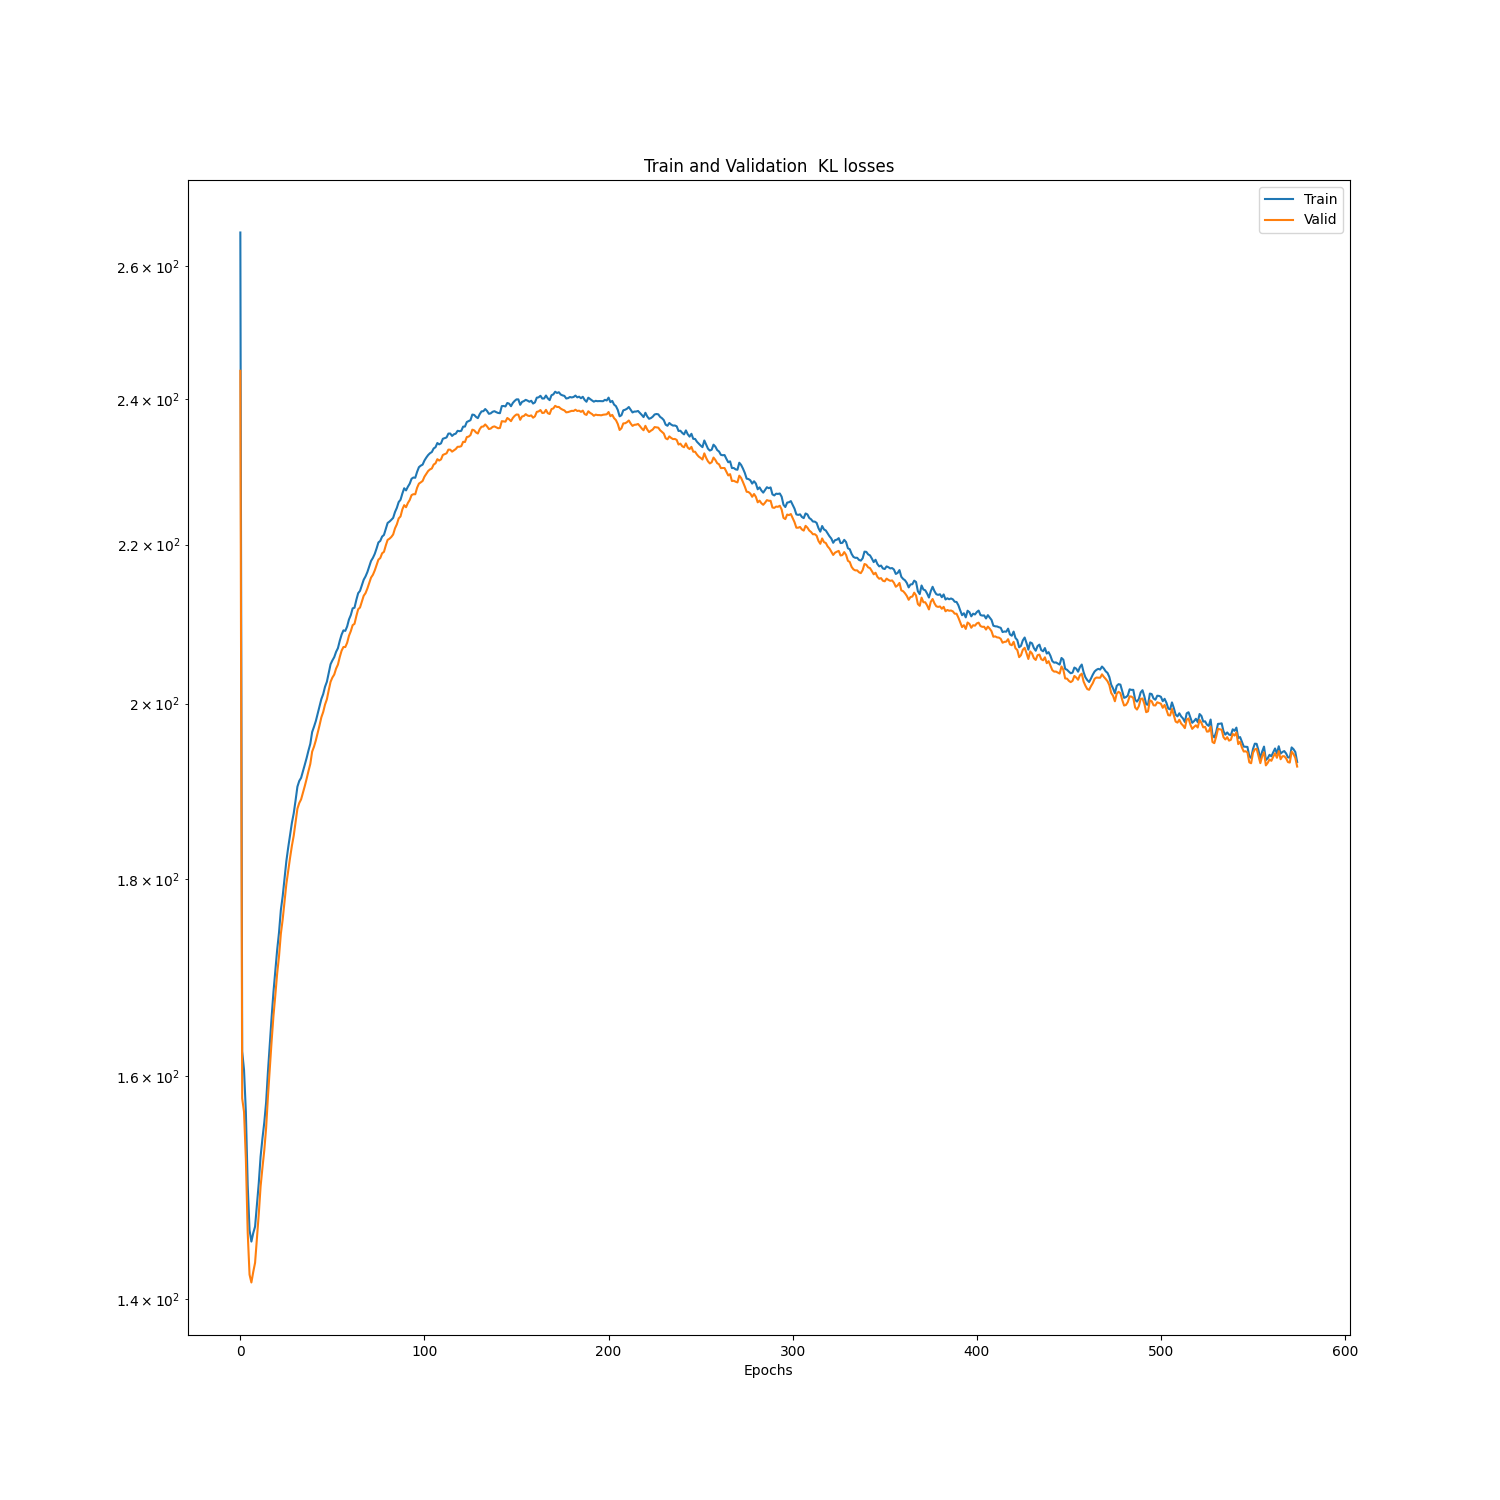 Train and Validation  KL losses
Train
Valid
2.6 × 10²
2.4 × 10²
2.2 × 10²
2 × 10²
1.8 × 10²
1.6 × 10²
1.4 × 10²
0 100 200 300 400 500 600
Epochs